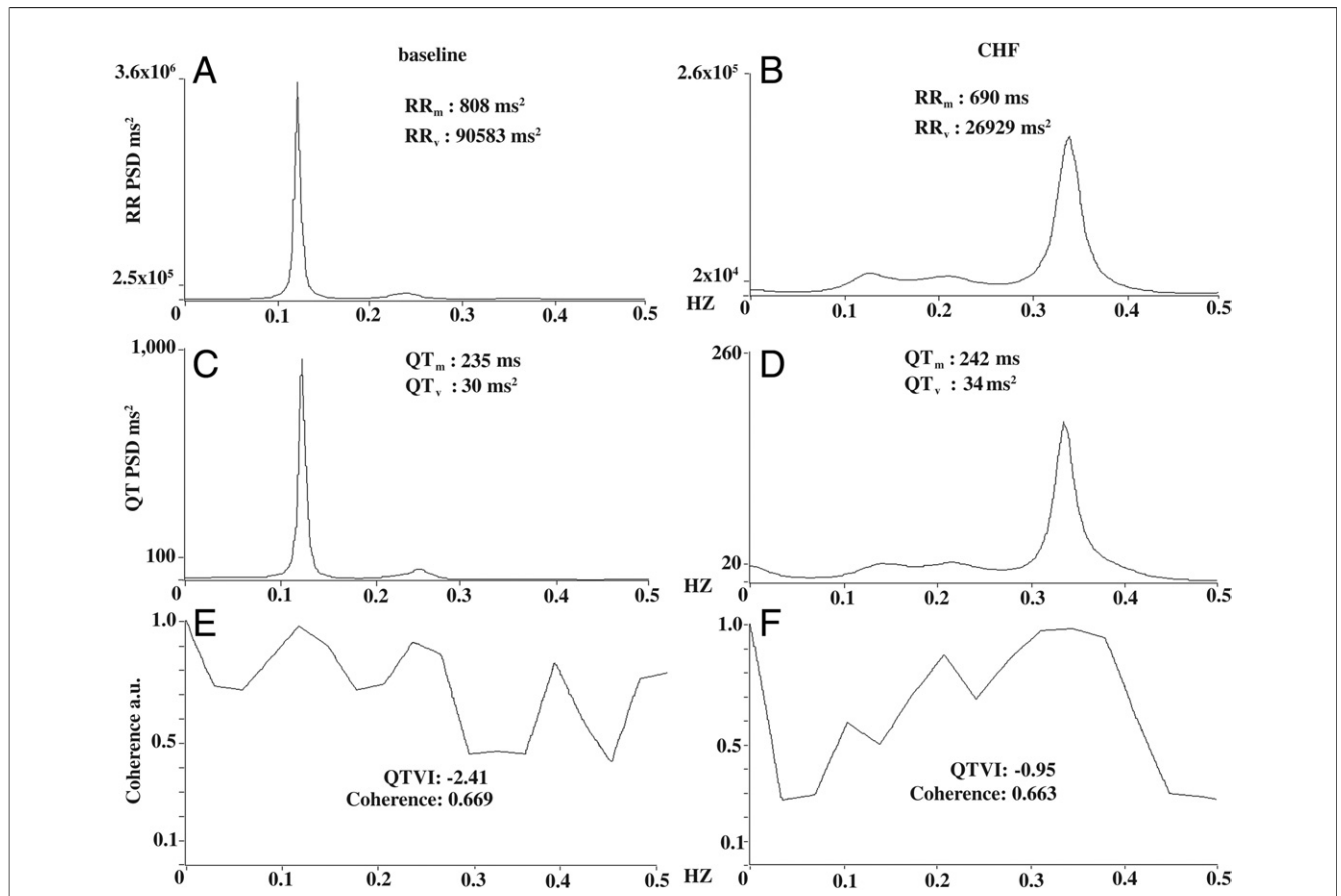 A
baseline
3.6x10⁶
RRₘ : 808 ms²
RRᵥ : 90583 ms²
RR PSD ms²
2.5x10⁵
0 0.1 0.2 0.3 0.4 0.5
HZ
B
CHF
2.6x10⁵
RRₘ : 690 ms
RRᵥ : 26929 ms²
2x10⁴
0 0.1 0.2 0.3 0.4 0.5
C
1,000
QTₘ : 235 ms
QTᵥ : 30 ms²
QT PSD ms²
100
0 0.1 0.2 0.3 0.4 0.5
HZ
D
260
QTₘ : 242 ms
QTᵥ : 34 ms²
20
0 0.1 0.2 0.3 0.4 0.5
E
1.0
Coherence a.u.
0.5
QTVI: -2.41
Coherence: 0.669
0.1
0 0.1 0.2 0.3 0.4 0.5
HZ
F
1.0
0.5
QTVI: -0.95
Coherence: 0.663
0.1
0 0.1 0.2 0.3 0.4 0.5